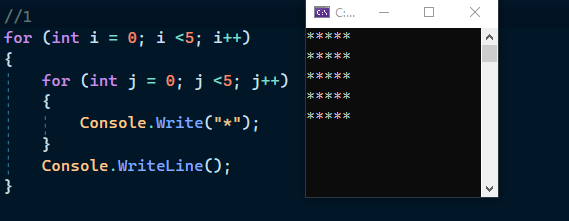 //1
for (int i = 0; i <5; i++)
{
for (int j = 0; j <5; j++)
{
Console.Write("*");
}
Console.WriteLine();
}
C:\ C:...
*****
*****
*****
*****
*****